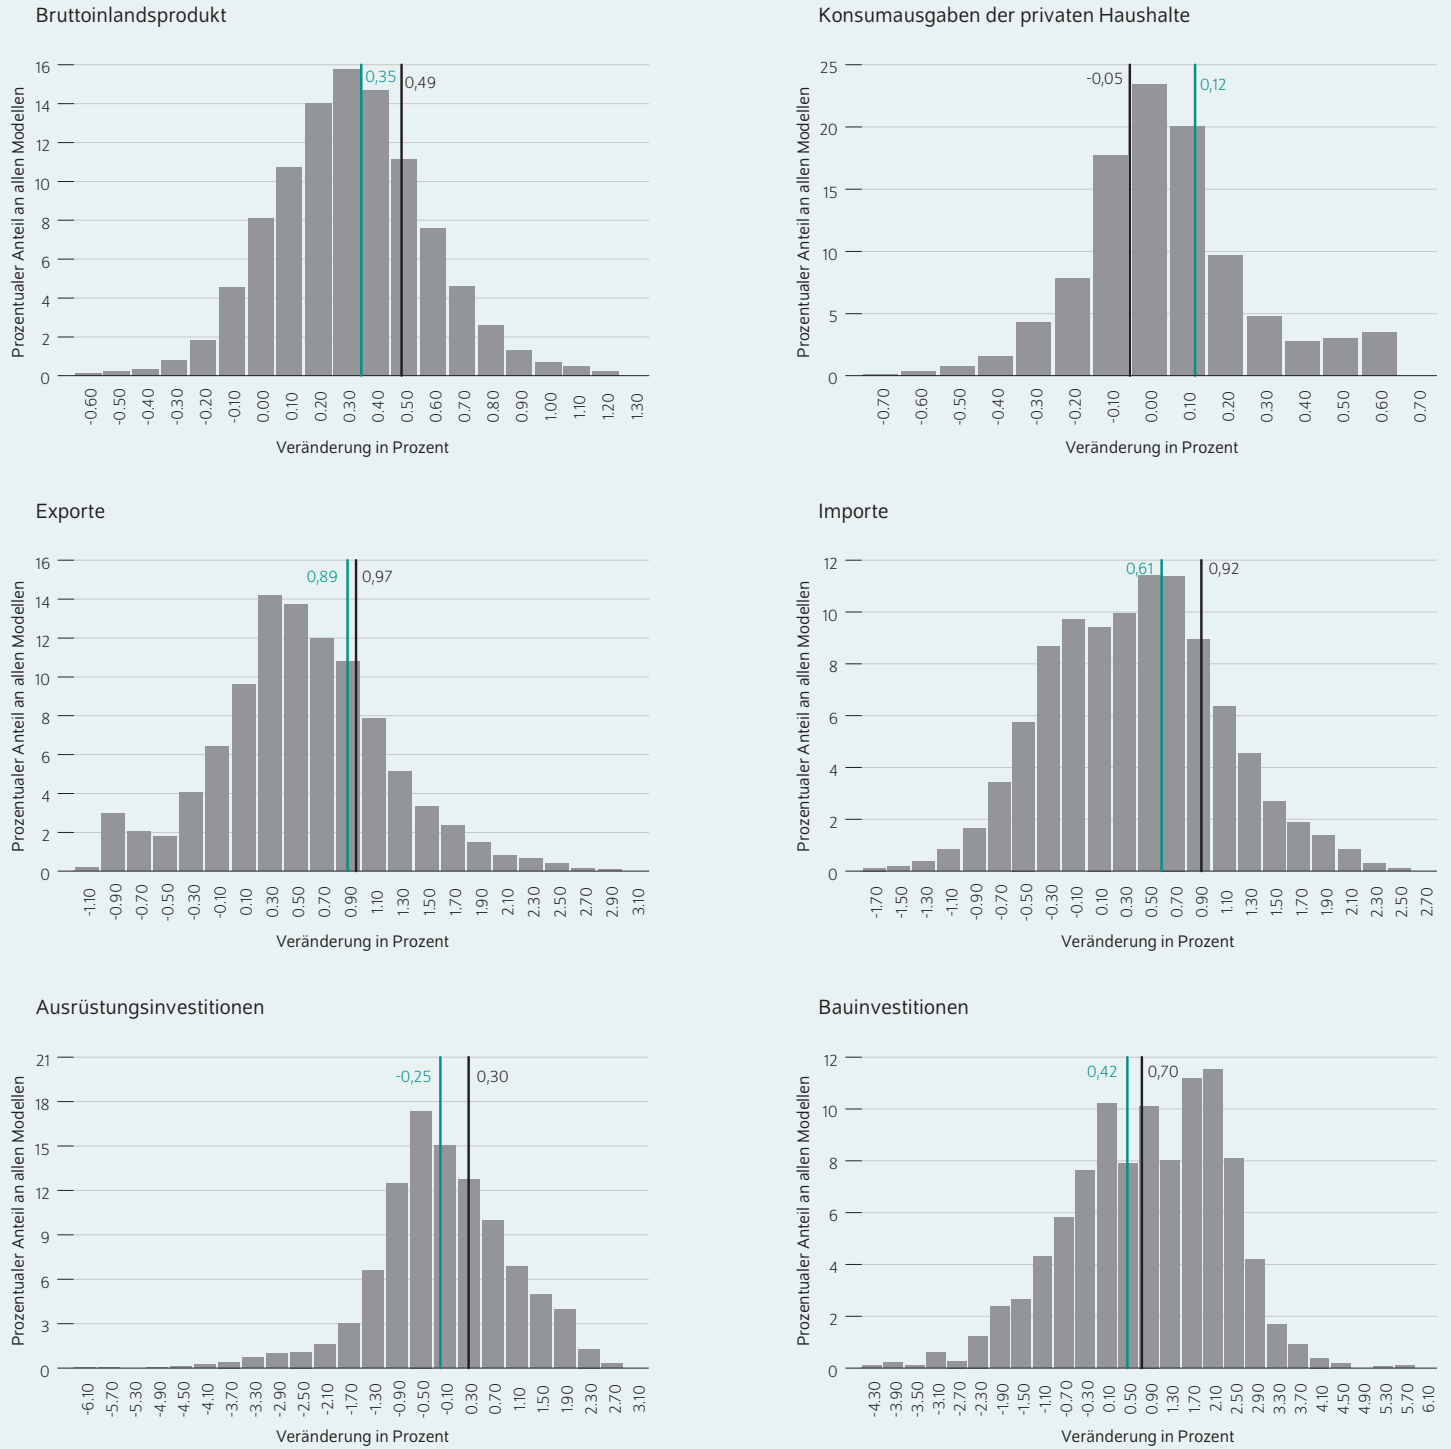 Bruttoinlandsprodukt
Prozentualer Anteil an allen Modellen
16
14
12
10
8
6
4
2
0
0,35
0,49
-0.60 -0.50 -0.40 -0.30 -0.20 -0.10 0.00 0.10 0.20 0.30 0.40 0.50 0.60 0.70 0.80 0.90 1.00 1.10 1.20 1.30
Veränderung in Prozent
Konsumausgaben der privaten Haushalte
Prozentualer Anteil an allen Modellen
25
20
15
10
5
0
-0,05
0,12
-0.70 -0.60 -0.50 -0.40 -0.30 -0.20 -0.10 0.00 0.10 0.20 0.30 0.40 0.50 0.60 0.70
Veränderung in Prozent
Exporte
Prozentualer Anteil an allen Modellen
16
14
12
10
8
6
4
2
0
0,89
0,97
-1.10 -0.90 -0.70 -0.50 -0.30 -0.10 0.10 0.30 0.50 0.70 0.90 1.10 1.30 1.50 1.70 1.90 2.10 2.30 2.50 2.70 2.90 3.10
Veränderung in Prozent
Importe
Prozentualer Anteil an allen Modellen
12
10
8
6
4
2
0
0,61
0,92
-1.70 -1.50 -1.30 -1.10 -0.90 -0.70 -0.50 -0.30 -0.10 0.10 0.30 0.50 0.70 0.90 1.10 1.30 1.50 1.70 1.90 2.10 2.30 2.50 2.70
Veränderung in Prozent
Ausrüstungsinvestitionen
Prozentualer Anteil an allen Modellen
21
18
15
12
9
6
3
0
-0,25
0,30
-6.10 -5.70 -5.30 -4.90 -4.50 -4.10 -3.70 -3.30 -2.90 -2.50 -2.10 -1.70 -1.30 -0.90 -0.50 -0.10 0.30 0.70 1.10 1.50 1.90 2.30 2.70 3.10
Veränderung in Prozent
Bauinvestitionen
Prozentualer Anteil an allen Modellen
12
10
8
6
4
2
0
0,42
0,70
-4.30 -3.90 -3.50 -3.10 -2.70 -2.30 -1.90 -1.50 -1.10 -0.70 -0.30 0.10 0.50 0.90 1.30 1.70 2.10 2.50 2.90 3.30 3.70 4.10 4.50 4.90 5.30 5.70 6.10
Veränderung in Prozent